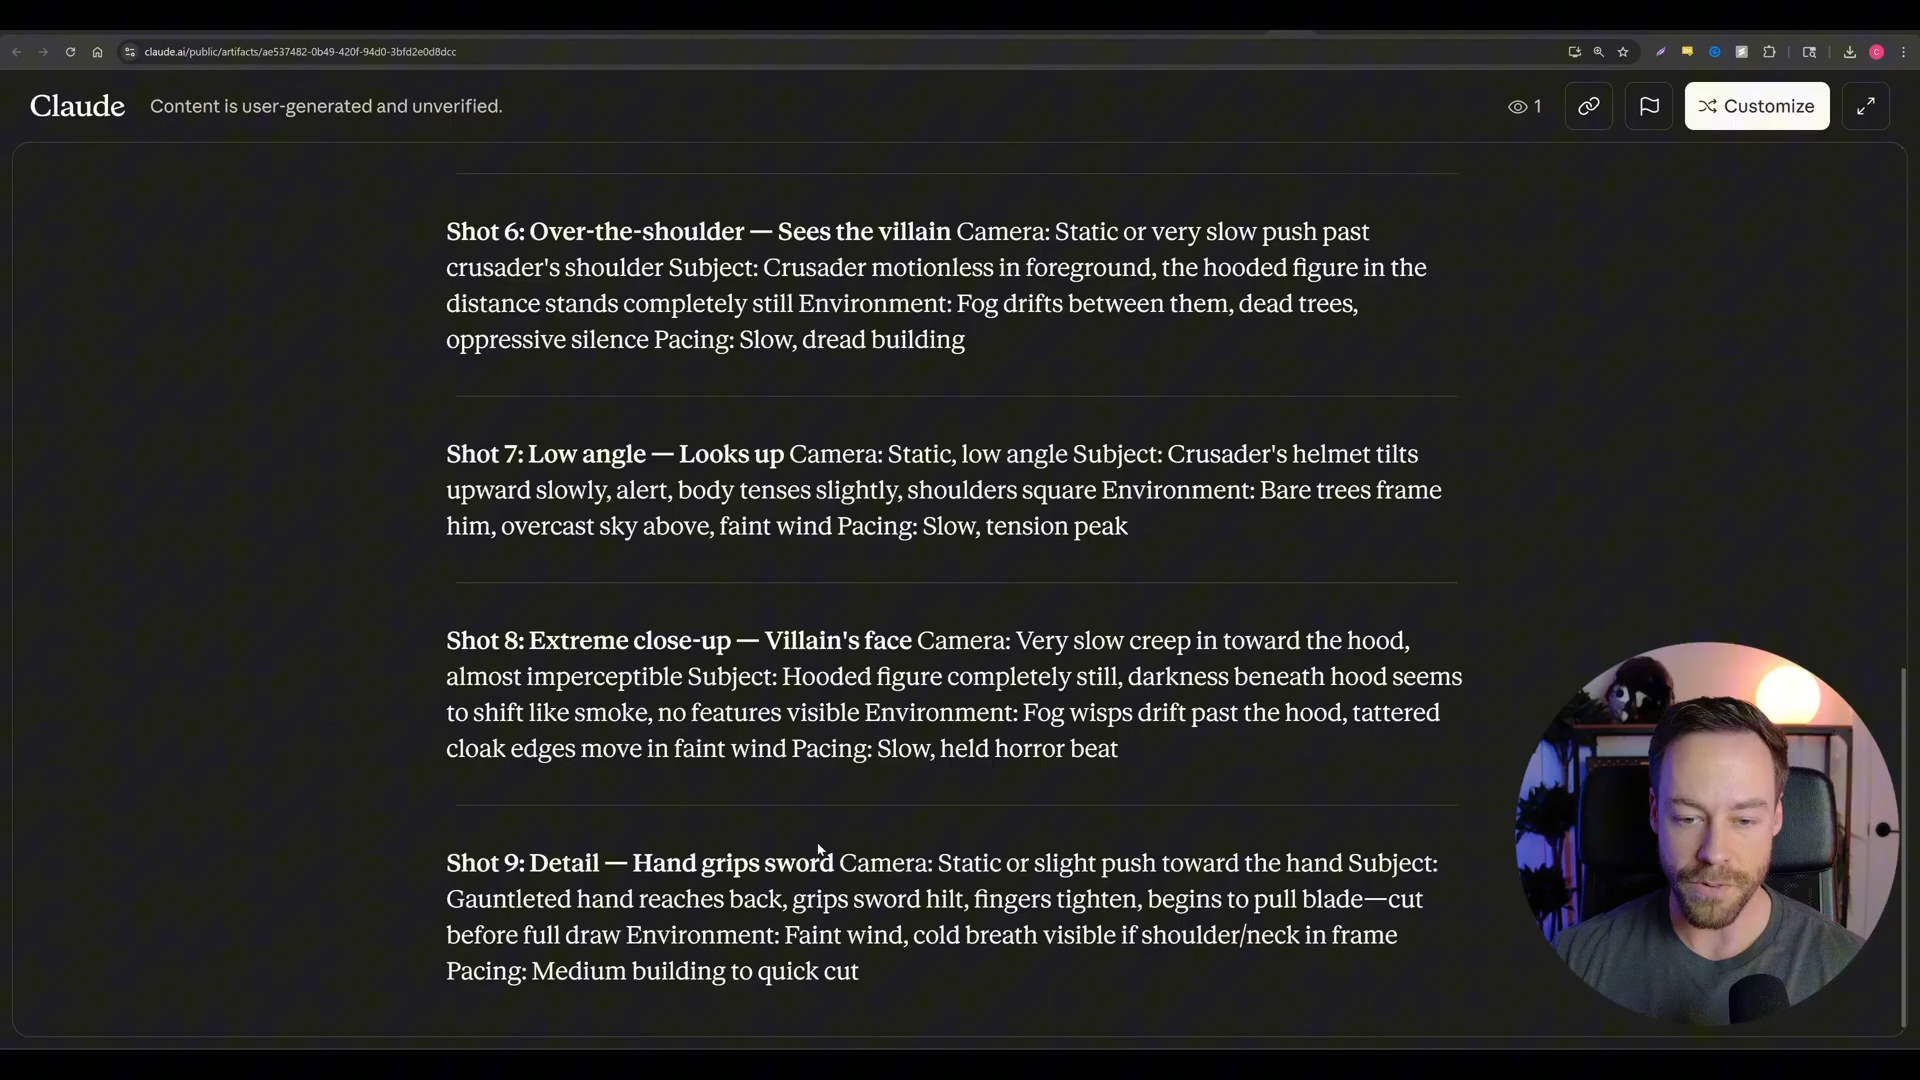 claude.ai/public/artifacts/ae537482-0b49-420f-94d0-3bfd2e0d8dcc
C
Claude
Content is user-generated and unverified.
1
Customize
Shot 6: Over-the-shoulder — Sees the villain Camera: Static or very slow push past
crusader's shoulder Subject: Crusader motionless in foreground, the hooded figure in the
distance stands completely still Environment: Fog drifts between them, dead trees,
oppressive silence Pacing: Slow, dread building
Shot 7: Low angle — Looks up Camera: Static, low angle Subject: Crusader's helmet tilts
upward slowly, alert, body tenses slightly, shoulders square Environment: Bare trees frame
him, overcast sky above, faint wind Pacing: Slow, tension peak
Shot 8: Extreme close-up — Villain's face Camera: Very slow creep in toward the hood,
almost imperceptible Subject: Hooded figure completely still, darkness beneath hood seems
to shift like smoke, no features visible Environment: Fog wisps drift past the hood, tattered
cloak edges move in faint wind Pacing: Slow, held horror beat
Shot 9: Detail — Hand grips sword Camera: Static or slight push toward the hand Subject:
Gauntleted hand reaches back, grips sword hilt, fingers tighten, begins to pull blade—cut
before full draw Environment: Faint wind, cold breath visible if shoulder/neck in frame
Pacing: Medium building to quick cut